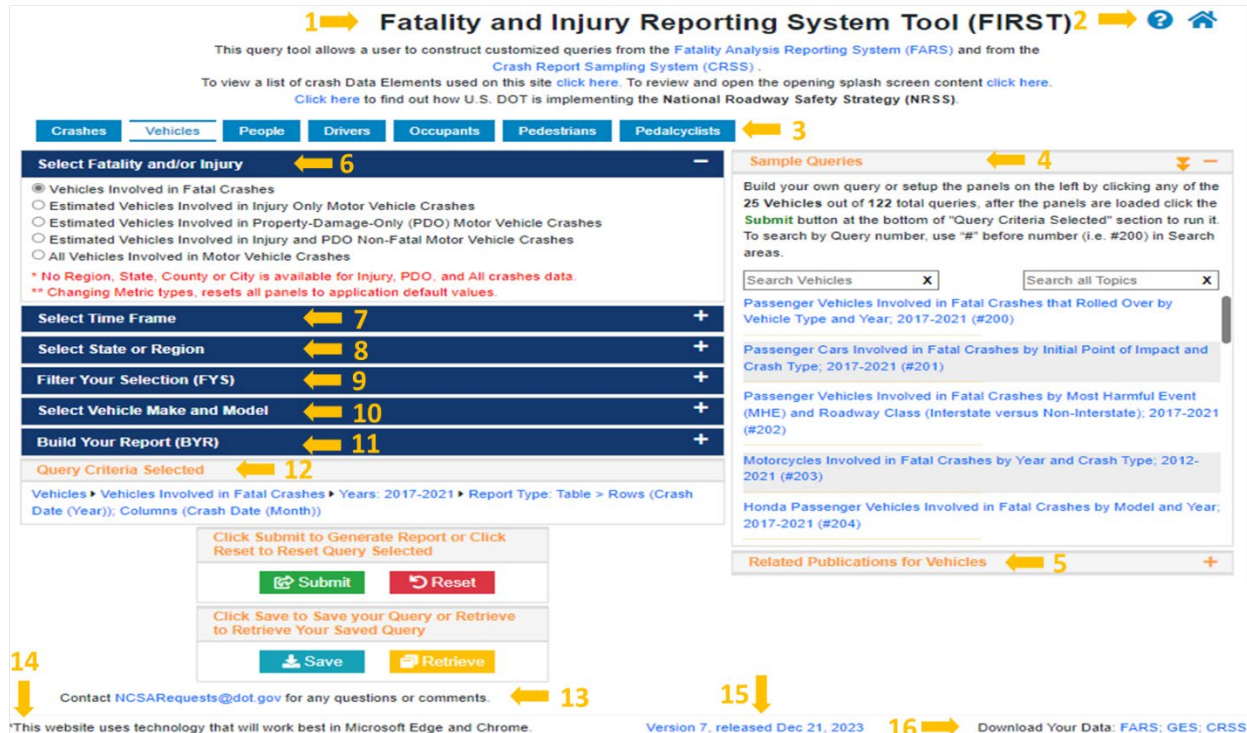 1 Fatality and Injury Reporting System Tool (FIRST) 2 ?
This query tool allows a user to construct customized queries from the Fatality Analysis Reporting System (FARS) and from the
Crash Report Sampling System (CRSS) .
To view a list of crash Data Elements used on this site click here. To review and open the opening splash screen content click here.
Click here to find out how U.S. DOT is implementing the National Roadway Safety Strategy (NRSS).
Crashes Vehicles People Drivers Occupants Pedestrians Pedalcyclists 3
Select Fatality and/or Injury 6 −
Vehicles Involved in Fatal Crashes
Estimated Vehicles Involved in Injury Only Motor Vehicle Crashes
Estimated Vehicles Involved in Property-Damage-Only (PDO) Motor Vehicle Crashes
Estimated Vehicles Involved in Injury and PDO Non-Fatal Motor Vehicle Crashes
All Vehicles Involved in Motor Vehicle Crashes
* No Region, State, County or City is available for Injury, PDO, and All crashes data.
** Changing Metric types, resets all panels to application default values.
Select Time Frame 7 +
Select State or Region 8 +
Filter Your Selection (FYS) 9 +
Select Vehicle Make and Model 10 +
Build Your Report (BYR) 11 +
Query Criteria Selected 12
Vehicles ▸ Vehicles Involved in Fatal Crashes ▸ Years: 2017-2021 ▸ Report Type: Table > Rows (Crash
Date (Year)); Columns (Crash Date (Month))
Click Submit to Generate Report or Click
Reset to Reset Query Selected
Submit Reset
Click Save to Save your Query or Retrieve
to Retrieve Your Saved Query
Save Retrieve
Sample Queries 4 −
Build your own query or setup the panels on the left by clicking any of the
25 Vehicles out of 122 total queries, after the panels are loaded click the
Submit button at the bottom of "Query Criteria Selected" section to run it.
To search by Query number, use "#" before number (i.e. #200) in Search
areas.
Search Vehicles X Search all Topics X
Passenger Vehicles Involved in Fatal Crashes that Rolled Over by
Vehicle Type and Year; 2017-2021 (#200)
Passenger Cars Involved in Fatal Crashes by Initial Point of Impact and
Crash Type; 2017-2021 (#201)
Passenger Vehicles Involved in Fatal Crashes by Most Harmful Event
(MHE) and Roadway Class (Interstate versus Non-Interstate); 2017-2021
(#202)
Motorcycles Involved in Fatal Crashes by Year and Crash Type; 2012-
2021 (#203)
Honda Passenger Vehicles Involved in Fatal Crashes by Model and Year;
2017-2021 (#204)
Related Publications for Vehicles 5 +
14
Contact NCSARequests@dot.gov for any questions or comments. 13
15
*This website uses technology that will work best in Microsoft Edge and Chrome.
Version 7, released Dec 21, 2023
16 Download Your Data: FARS; GES; CRSS